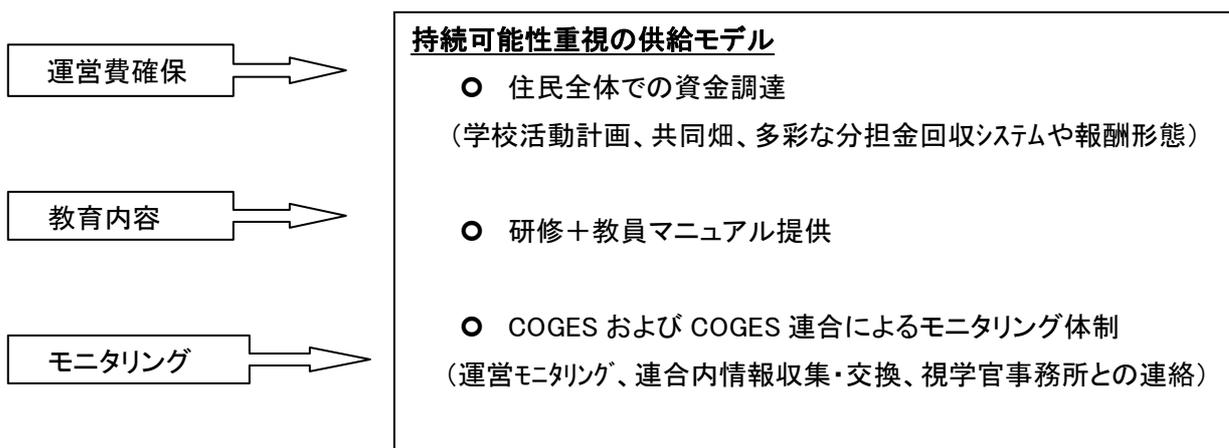 持続可能性重視の供給モデル
運営費確保
○ 住民全体での資金調達
（学校活動計画、共同畑、多彩な分担金回収ｼｽﾃﾑや報酬形態）
教育内容
○ 研修＋教員マニュアル提供
○ COGES および COGES 連合によるモニタリング体制
モニタリング
（運営ﾓﾆﾀﾘﾝｸﾞ、連合内情報収集・交換、視学官事務所との連絡）